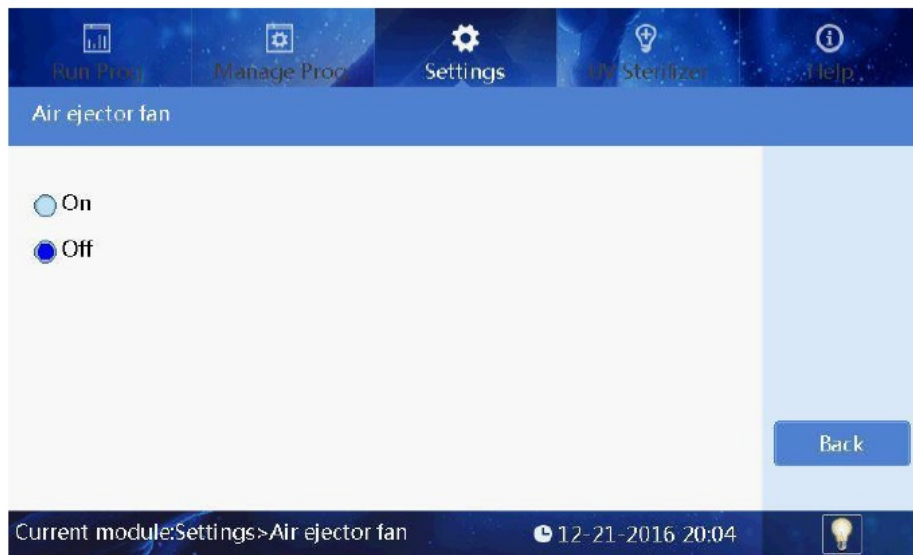 Run Prog
Manage Prog
Settings
UV Sterilizer
Help
Air ejector fan
On
Off
Back
Current module:Settings>Air ejector fan
12-21-2016 20:04